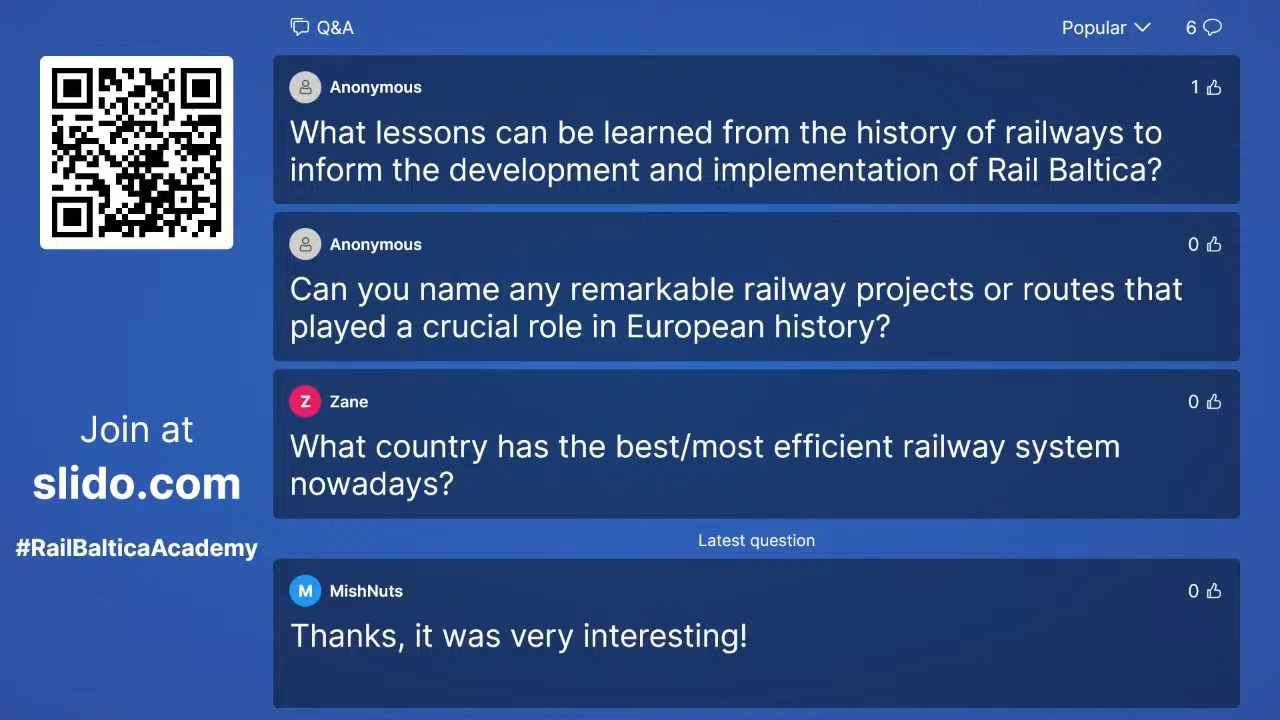 Q&A
Popular
6
Anonymous
1
What lessons can be learned from the history of railways to
inform the development and implementation of Rail Baltica?
Anonymous
0
Can you name any remarkable railway projects or routes that
played a crucial role in European history?
Z
Zane
0
What country has the best/most efficient railway system
nowadays?
Join at
slido.com
#RailBalticaAcademy
Latest question
M
MishNuts
0
Thanks, it was very interesting!